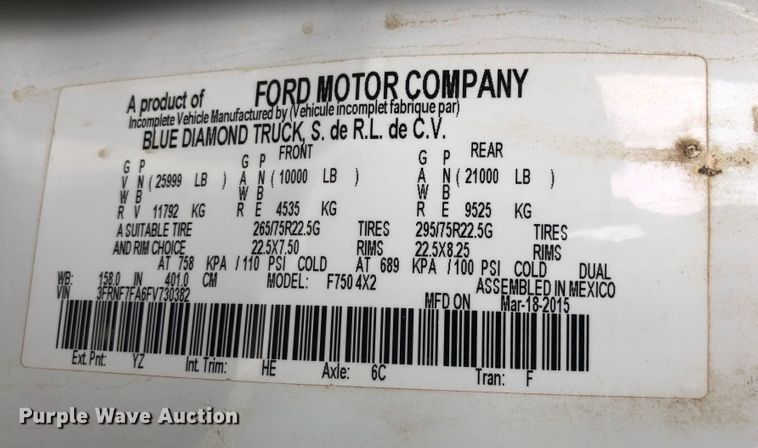 A product of FORD MOTOR COMPANY
Incomplete Vehicle Manufactured by (Vehicule incomplet fabrique par)
BLUE DIAMOND TRUCK, S. de R.L. de C.V.
FRONT REAR
G P G P G P
V N ( 25999 LB ) A N ( 10000 LB ) A N ( 21000 LB )
W B W B W B
R V 11792 KG R E 4535 KG R E 9525 KG
A SUITABLE TIRE 265/75R22.5G TIRES 295/75R22.5G TIRES
AND RIM CHOICE 22.5X7.50 RIMS 22.5X8.25 RIMS
AT 758 KPA / 110 PSI COLD AT 689 KPA / 100 PSI COLD DUAL
WB: 158.0 IN 401.0 CM MODEL: F750 4X2 ASSEMBLED IN MEXICO
VIN 3FRNF7FA6FV730382 MFD ON Mar-18-2015
Ext. Pnt: YZ Int. Trim: HE Axle: 6C Tran: F
Purple Wave Auction